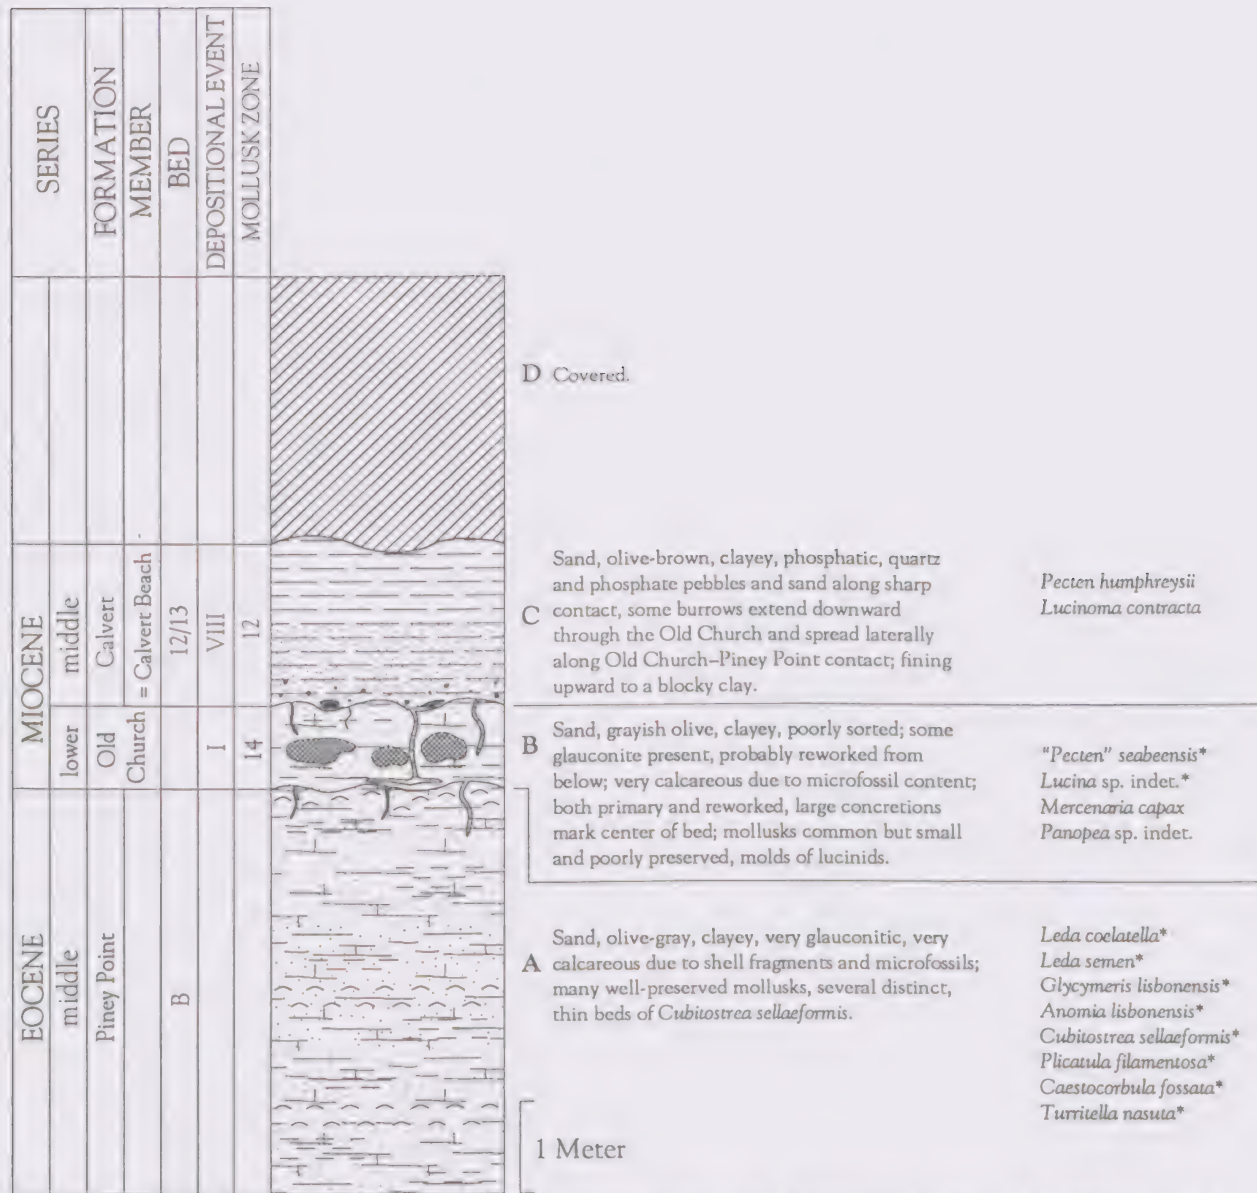 SERIES
FORMATION
MEMBER
BED
DEPOSITIONAL EVENT
MOLLUSK ZONE
D Covered.
MIOCENE
middle
Calvert
= Calvert Beach
12/13
VIII
12
C
Sand, olive-brown, clayey, phosphatic, quartz
and phosphate pebbles and sand along sharp
contact, some burrows extend downward
through the Old Church and spread laterally
along Old Church–Piney Point contact; fining
upward to a blocky clay.
Pecten humphreysii
Lucinoma contracta
lower
Old
Church
I
14
B
Sand, grayish olive, clayey, poorly sorted; some
glauconite present, probably reworked from
below; very calcareous due to microfossil content;
both primary and reworked, large concretions
mark center of bed; mollusks common but small
and poorly preserved, molds of lucinids.
"Pecten" seabeensis*
Lucina sp. indet.*
Mercenaria capax
Panopea sp. indet.
EOCENE
middle
Piney Point
B
A
Sand, olive-gray, clayey, very glauconitic, very
calcareous due to shell fragments and microfossils;
many well-preserved mollusks, several distinct,
thin beds of Cubitostrea sellaeformis.
Leda coelatella*
Leda semen*
Glycymeris lisbonensis*
Anomia lisbonensis*
Cubitostrea sellaeformis*
Plicatula filamentosa*
Caestocorbula fossata*
Turritella nasuta*
1 Meter